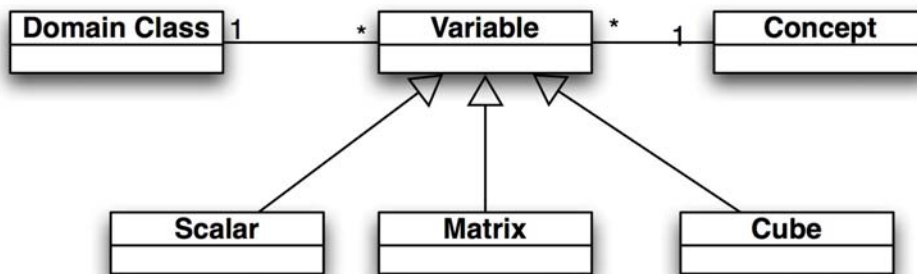 Domain Class 1 * Variable * 1 Concept
Scalar Matrix Cube